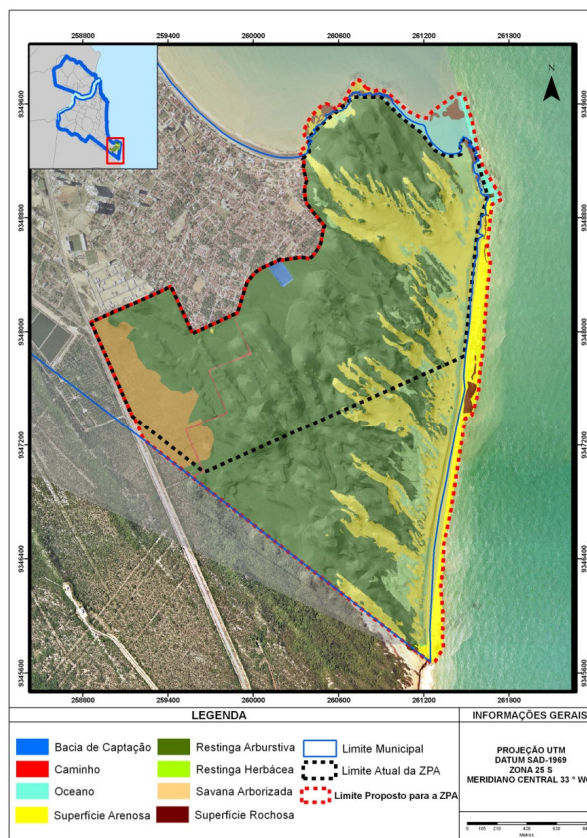 258800 259400 260000 260600 261200 261800
N
9349600 9349600
9348800 9348800
9348000 9348000
9347200 9347200
9346400 9346400
9345600 9345600
258800 259400 260000 260600 261200 261800
LEGENDA
Bacia de Captação
Caminho
Oceano
Superfície Arenosa
Restinga Arburstiva
Restinga Herbácea
Savana Arborizada
Superfície Rochosa
Limite Municipal
Limite Atual da ZPA
Limite Proposto para a ZPA
INFORMAÇÕES GERAIS
PROJEÇÃO UTM
DATUM SAD-1969
ZONA 25 S
MERIDIANO CENTRAL 33 ° W
Metros